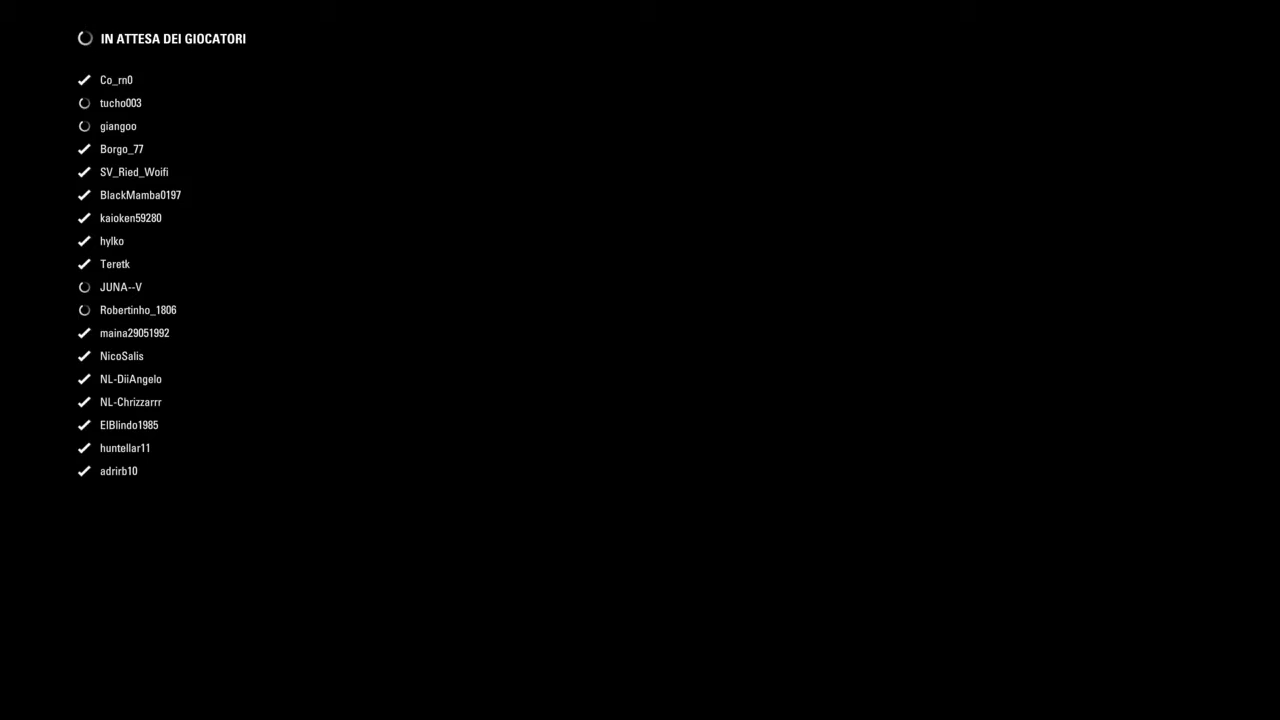 IN ATTESA DEI GIOCATORI
Co_rn0
tucho003
giangoo
Borgo_77
SV_Ried_Woifi
BlackMamba0197
kaioken59280
hylko
Teretk
JUNA--V
Robertinho_1806
maina29051992
NicoSalis
NL-DiiAngelo
NL-Chrizzarrr
ElBlindo1985
huntellar11
adrirb10